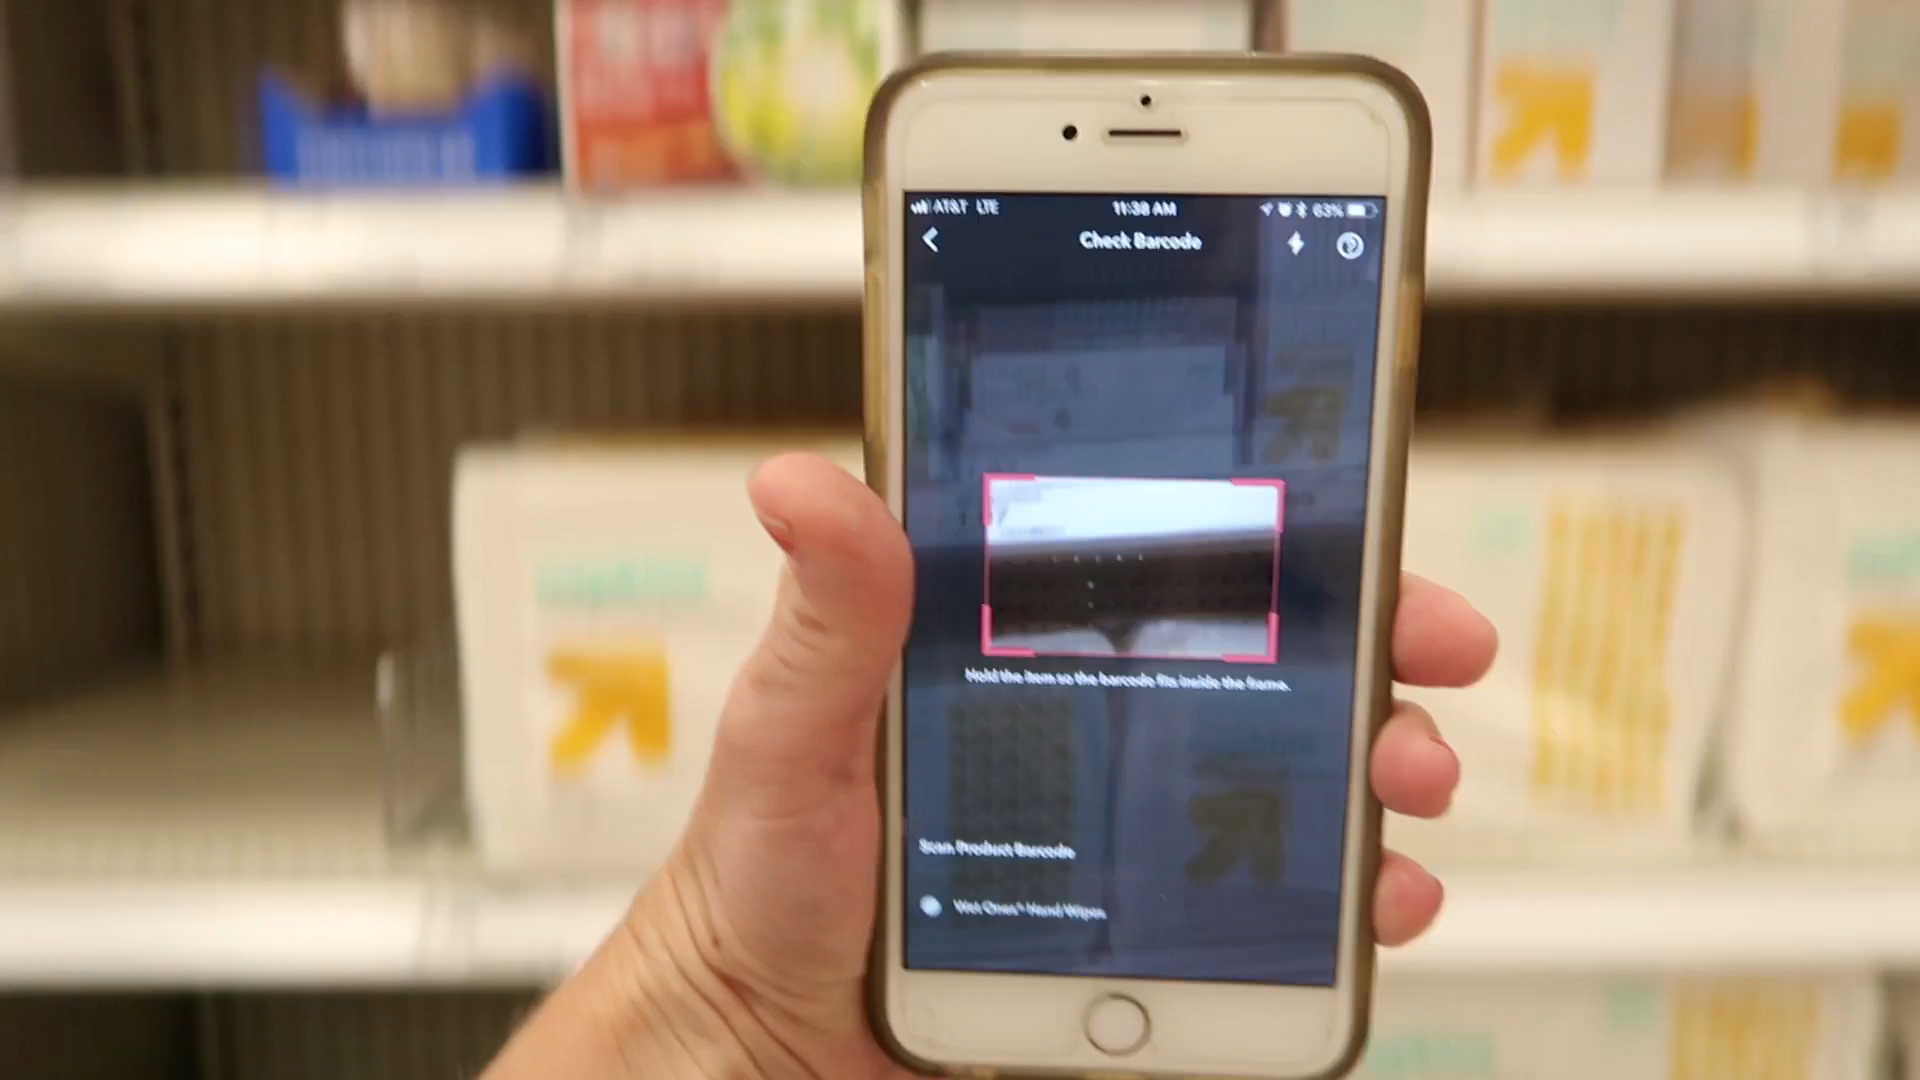 AT&T LTE 11:38 AM 63%
Check Barcode
Hold the item so the barcode fits inside the frame.
Scan Product Barcode
Wet Ones® Hand Wipes
napkins